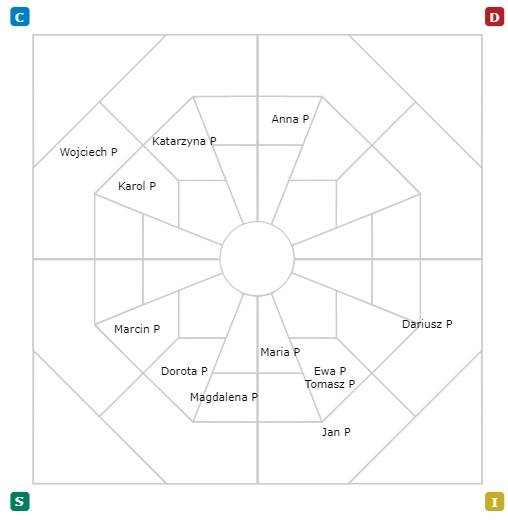 C
D
Anna P
Katarzyna P
Wojciech P
Karol P
Marcin P
Dariusz P
Maria P
Dorota P
Ewa P
Tomasz P
Magdalena P
Jan P
S
I